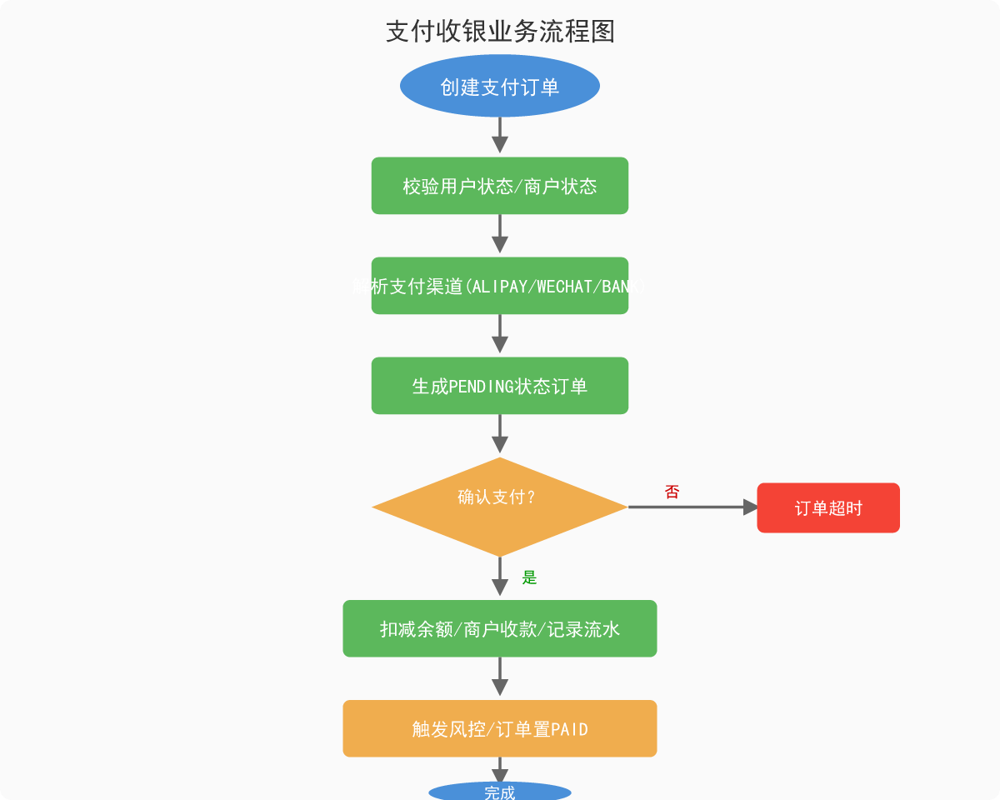 支付收银业务流程图
创建支付订单
校验用户状态/商户状态
析支付渠道(ALIPAY/WECHAT/BANK)
生成PENDING状态订单
确认支付?
否
订单超时
是
扣减余额/商户收款/记录流水
触发风控/订单置PAID
完成